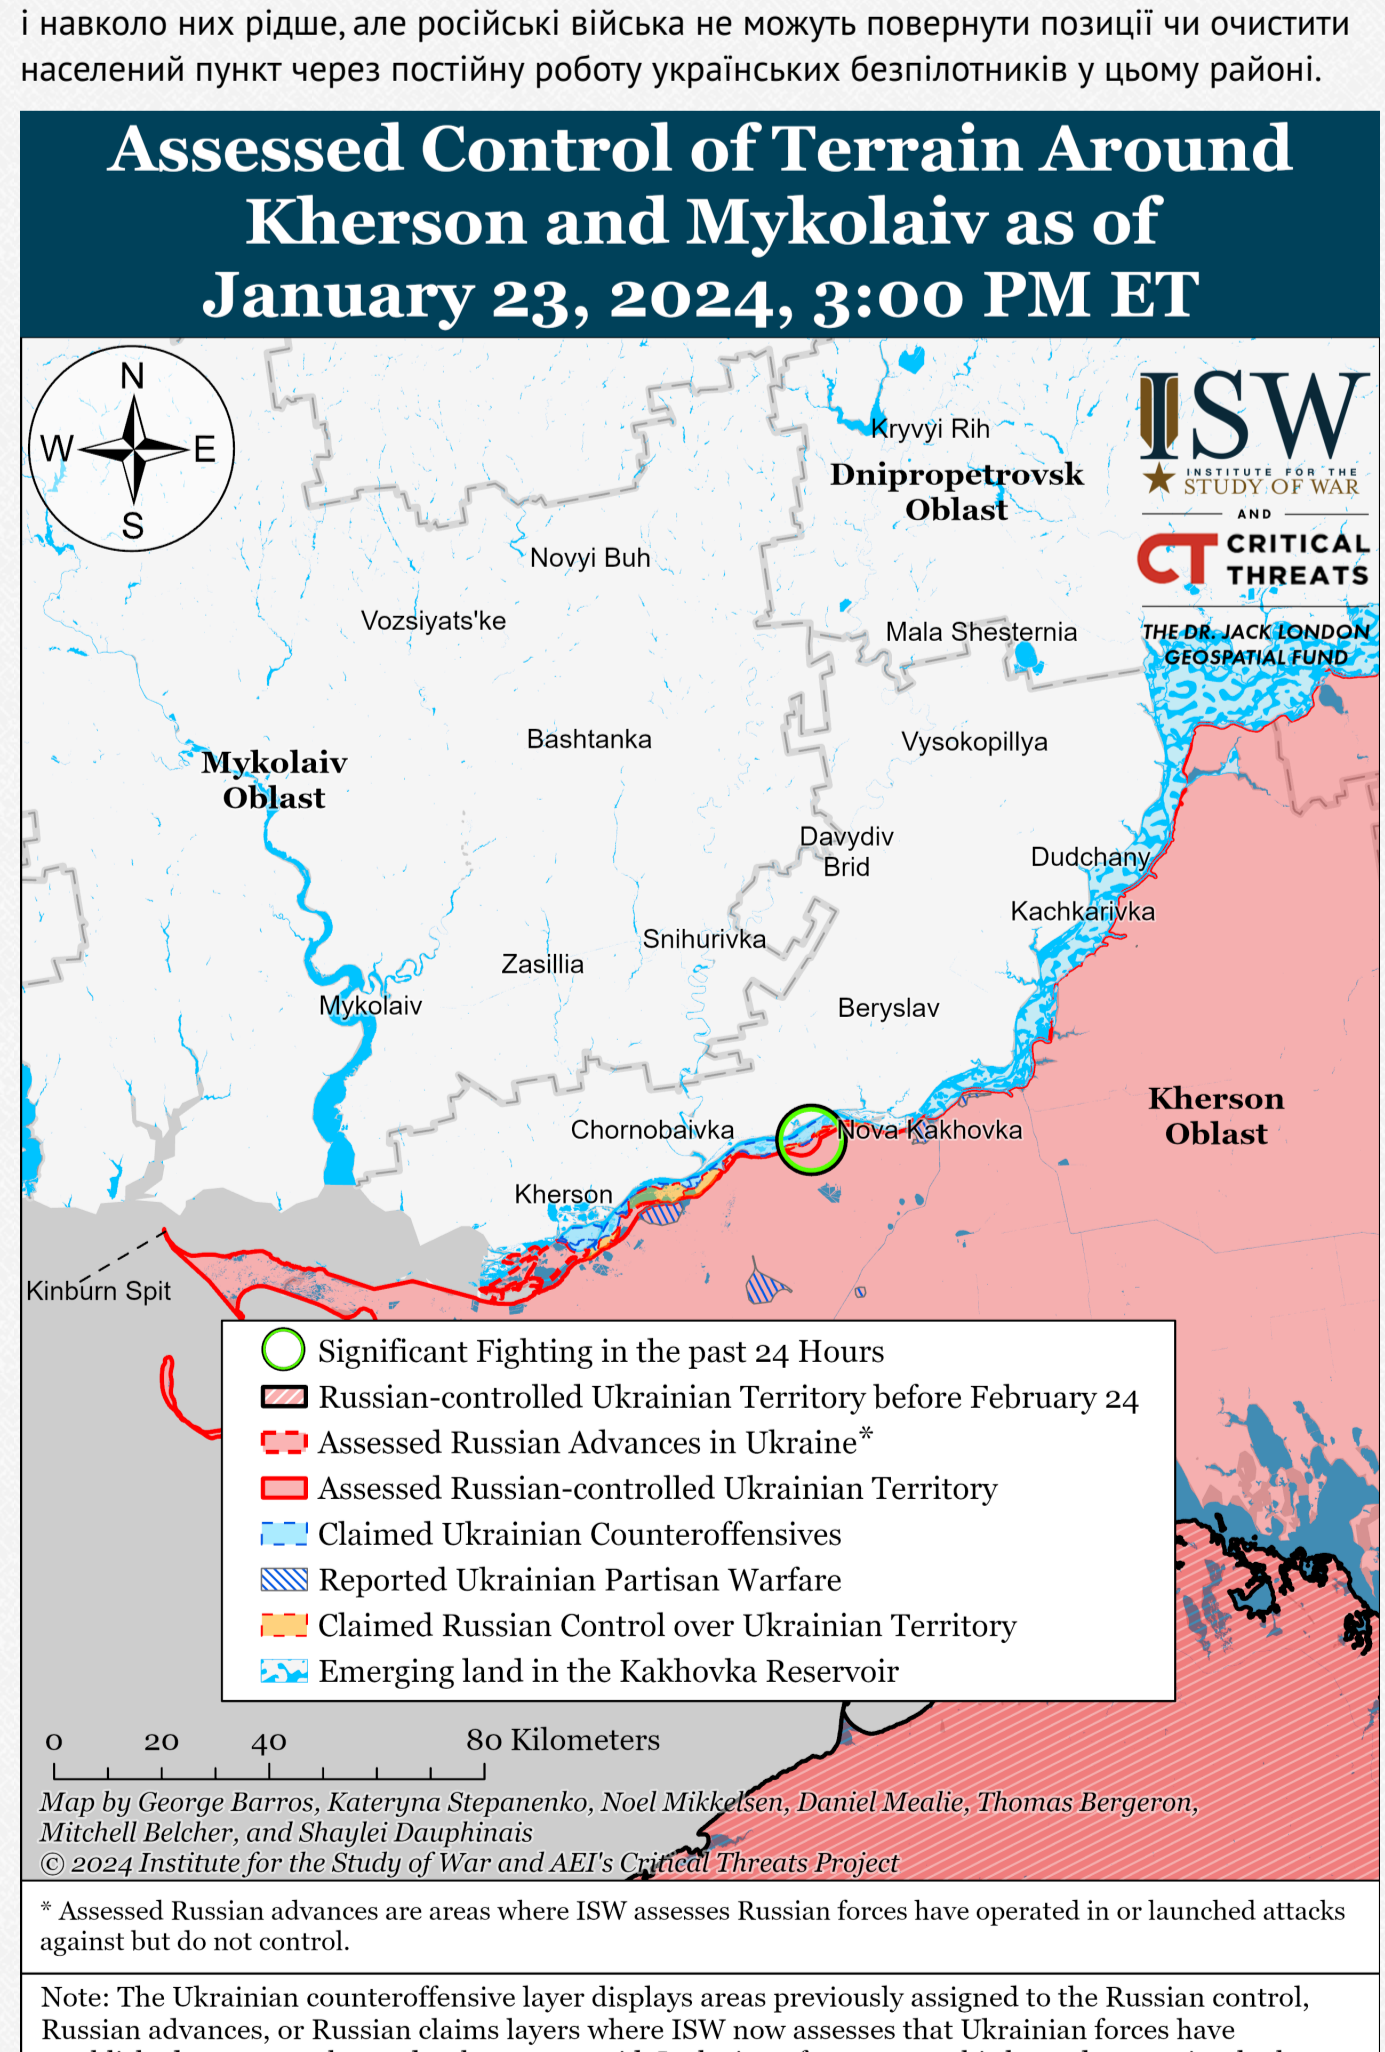 і навколо них рідше, але російські війська не можуть повернути позиції чи очистити
населений пункт через постійну роботу українських безпілотників у цьому районі.
Assessed Control of Terrain Around
Kherson and Mykolaiv as of
January 23, 2024, 3:00 PM ET
N
W E
S
ISW
INSTITUTE FOR THE
STUDY OF WAR
AND
CT CRITICAL
THREATS
THE DR. JACK LONDON
GEOSPATIAL FUND
Kryvyi Rih
Dnipropetrovsk
Oblast
Novyi Buh
Vozsiyats'ke
Mala Shesternia
Bashtanka
Vysokopillya
Mykolaiv
Oblast
Davydiv
Brid
Dudchany
Kachkarivka
Snihurivka
Zasillia
Mykolaiv
Beryslav
Kherson
Oblast
Chornobaivka
Nova Kakhovka
Kherson
Kinburn Spit
Significant Fighting in the past 24 Hours
Russian-controlled Ukrainian Territory before February 24
Assessed Russian Advances in Ukraine*
Assessed Russian-controlled Ukrainian Territory
Claimed Ukrainian Counteroffensives
Reported Ukrainian Partisan Warfare
Claimed Russian Control over Ukrainian Territory
Emerging land in the Kakhovka Reservoir
0 20 40 80 Kilometers
Map by George Barros, Kateryna Stepanenko, Noel Mikkelsen, Daniel Mealie, Thomas Bergeron,
Mitchell Belcher, and Shaylei Dauphinais
© 2024 Institute for the Study of War and AEI's Critical Threats Project
* Assessed Russian advances are areas where ISW assesses Russian forces have operated in or launched attacks
against but do not control.
Note: The Ukrainian counteroffensive layer displays areas previously assigned to the Russian control,
Russian advances, or Russian claims layers where ISW now assesses that Ukrainian forces have